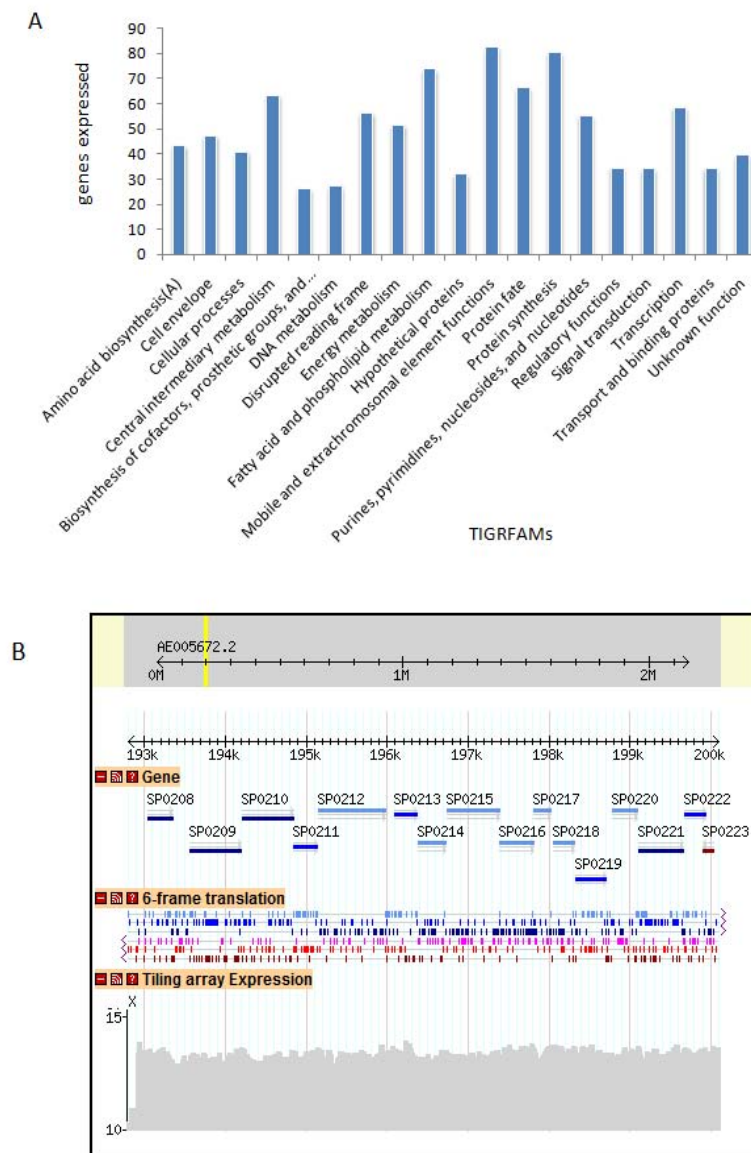 A
genes expressed
90
80
70
60
50
40
30
20
10
0
Amino acid biosynthesis(A)
Cell envelope
Cellular processes
Central intermediary metabolism
Biosynthesis of cofactors, prosthetic groups, and...
DNA metabolism
Disrupted reading frame
Energy metabolism
Fatty acid and phospholipid metabolism
Hypothetical proteins
Mobile and extrachromosomal element functions
Protein fate
Protein synthesis
Purines, pyrimidines, nucleosides, and nucleotides
Regulatory functions
Signal transduction
Transcription
Transport and binding proteins
Unknown function
TIGRFAMs
B
AE005672.2
0M 1M 2M
193k 194k 195k 196k 197k 198k 199k 200k
Gene
SP0208 SP0210 SP0212 SP0213 SP0215 SP0217 SP0220 SP0222
SP0209 SP0211 SP0214 SP0216 SP0218 SP0221 SP0223
SP0219
6-frame translation
Tiling array Expression
X
15
10